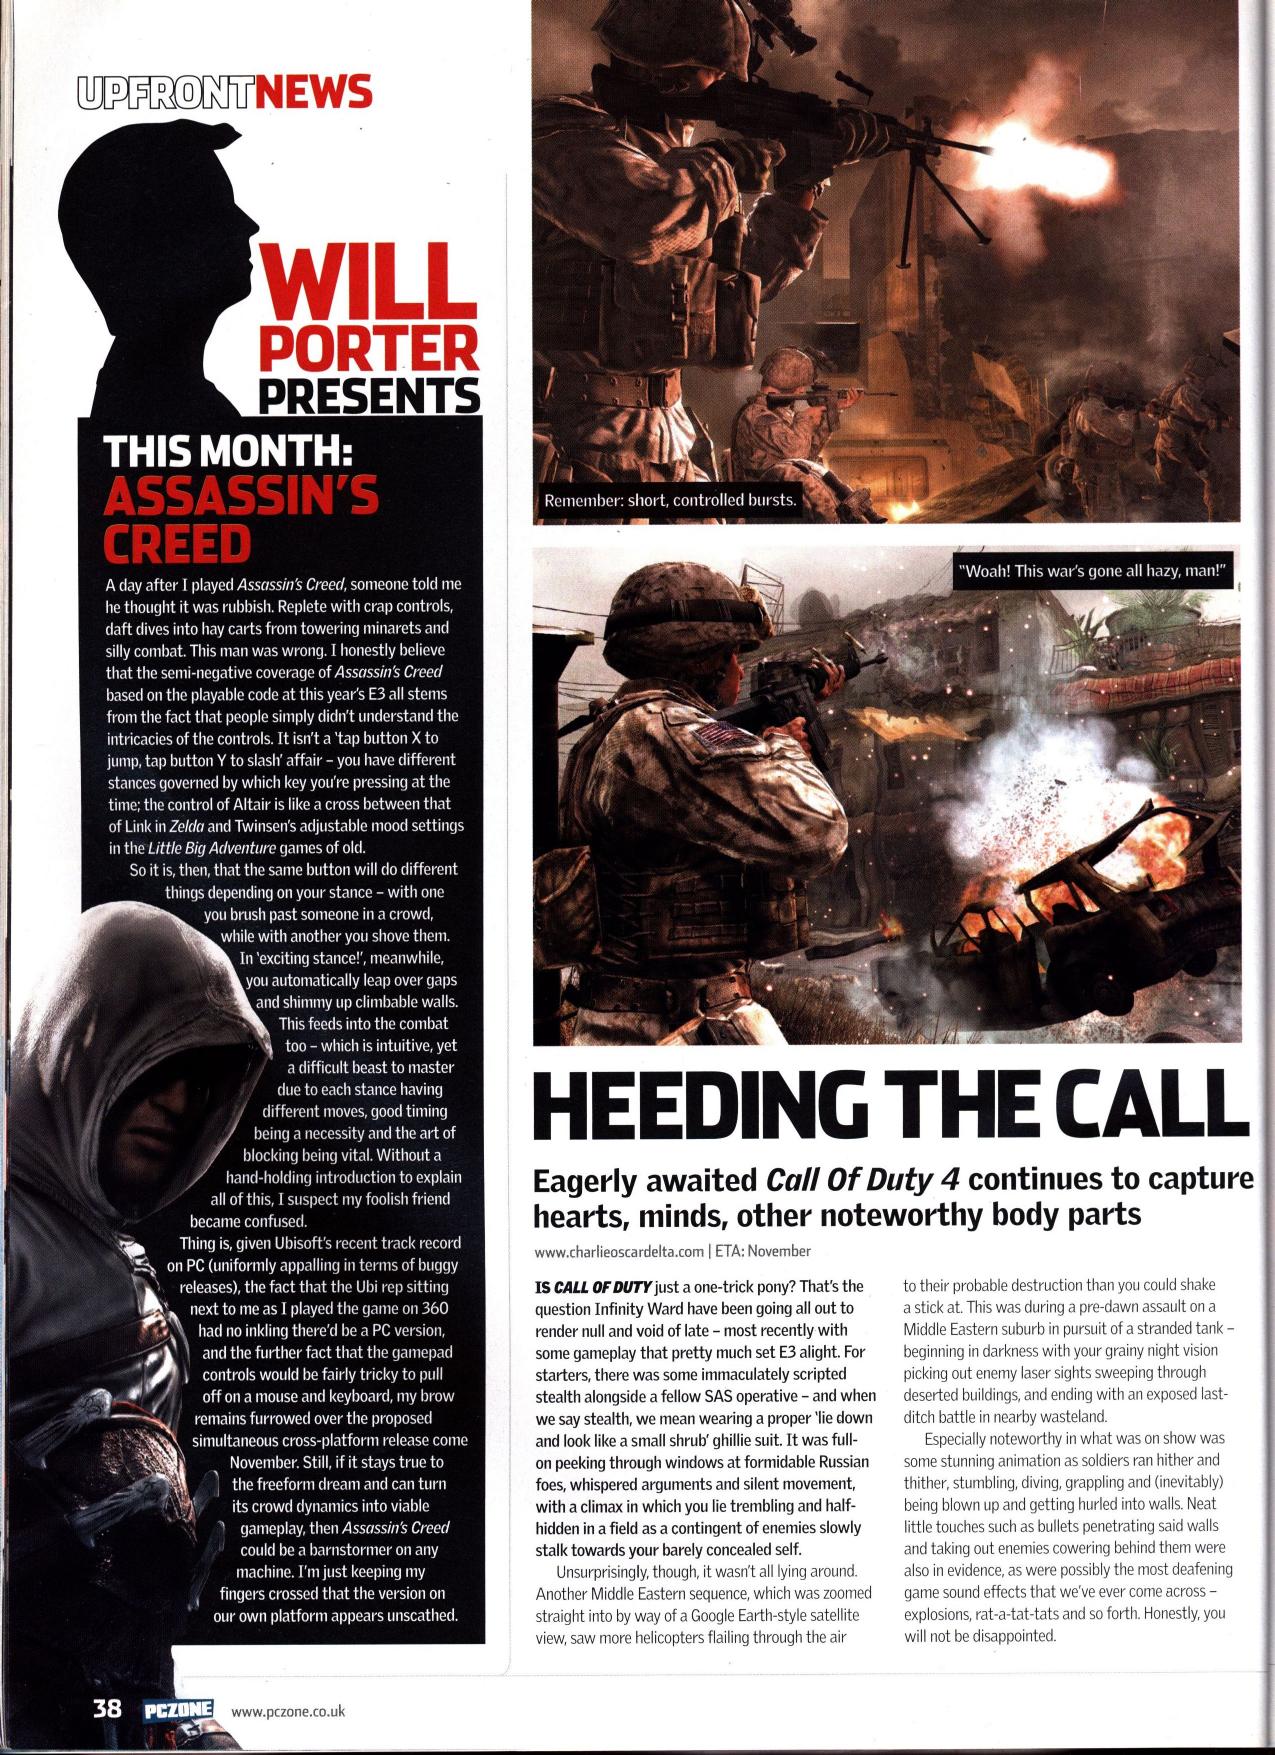 UPFRONTNEWS
WILL
PORTER
PRESENTS
THIS MONTH:
ASSASSIN'S
CREED
A day after I played Assassin's Creed, someone told me
he thought it was rubbish. Replete with crap controls,
daft dives into hay carts from towering minarets and
silly combat. This man was wrong. I honestly believe
that the semi-negative coverage of Assassin's Creed
based on the playable code at this year's E3 all stems
from the fact that people simply didn't understand the
intricacies of the controls. It isn't a 'tap button X to
jump, tap button Y to slash' affair – you have different
stances governed by which key you're pressing at the
time; the control of Altair is like a cross between that
of Link in Zelda and Twinsen's adjustable mood settings
in the Little Big Adventure games of old.
So it is, then, that the same button will do different
things depending on your stance – with one
you brush past someone in a crowd,
while with another you shove them.
In 'exciting stance!', meanwhile,
you automatically leap over gaps
and shimmy up climbable walls.
This feeds into the combat
too – which is intuitive, yet
a difficult beast to master
due to each stance having
different moves, good timing
being a necessity and the art of
blocking being vital. Without a
hand-holding introduction to explain
all of this, I suspect my foolish friend
became confused.
Thing is, given Ubisoft's recent track record
on PC (uniformly appalling in terms of buggy
releases), the fact that the Ubi rep sitting
next to me as I played the game on 360
had no inkling there'd be a PC version,
and the further fact that the gamepad
controls would be fairly tricky to pull
off on a mouse and keyboard, my brow
remains furrowed over the proposed
simultaneous cross-platform release come
November. Still, if it stays true to
the freeform dream and can turn
its crowd dynamics into viable
gameplay, then Assassin's Creed
could be a barnstormer on any
machine. I'm just keeping my
fingers crossed that the version on
our own platform appears unscathed.
Remember: short, controlled bursts.
"Woah! This war's gone all hazy, man!"
HEEDING THE CALL
Eagerly awaited Call Of Duty 4 continues to capture
hearts, minds, other noteworthy body parts
www.charlieoscardelta.com | ETA: November
IS CALL OF DUTY just a one-trick pony? That's the
question Infinity Ward have been going all out to
render null and void of late – most recently with
some gameplay that pretty much set E3 alight. For
starters, there was some immaculately scripted
stealth alongside a fellow SAS operative – and when
we say stealth, we mean wearing a proper 'lie down
and look like a small shrub' ghillie suit. It was full-
on peeking through windows at formidable Russian
foes, whispered arguments and silent movement,
with a climax in which you lie trembling and half-
hidden in a field as a contingent of enemies slowly
stalk towards your barely concealed self.
Unsurprisingly, though, it wasn't all lying around.
Another Middle Eastern sequence, which was zoomed
straight into by way of a Google Earth-style satellite
view, saw more helicopters flailing through the air
to their probable destruction than you could shake
a stick at. This was during a pre-dawn assault on a
Middle Eastern suburb in pursuit of a stranded tank –
beginning in darkness with your grainy night vision
picking out enemy laser sights sweeping through
deserted buildings, and ending with an exposed last-
ditch battle in nearby wasteland.
Especially noteworthy in what was on show was
some stunning animation as soldiers ran hither and
thither, stumbling, diving, grappling and (inevitably)
being blown up and getting hurled into walls. Neat
little touches such as bullets penetrating said walls
and taking out enemies cowering behind them were
also in evidence, as were possibly the most deafening
game sound effects that we've ever come across –
explosions, rat-a-tat-tats and so forth. Honestly, you
will not be disappointed.
38 PCZONE www.pczone.co.uk